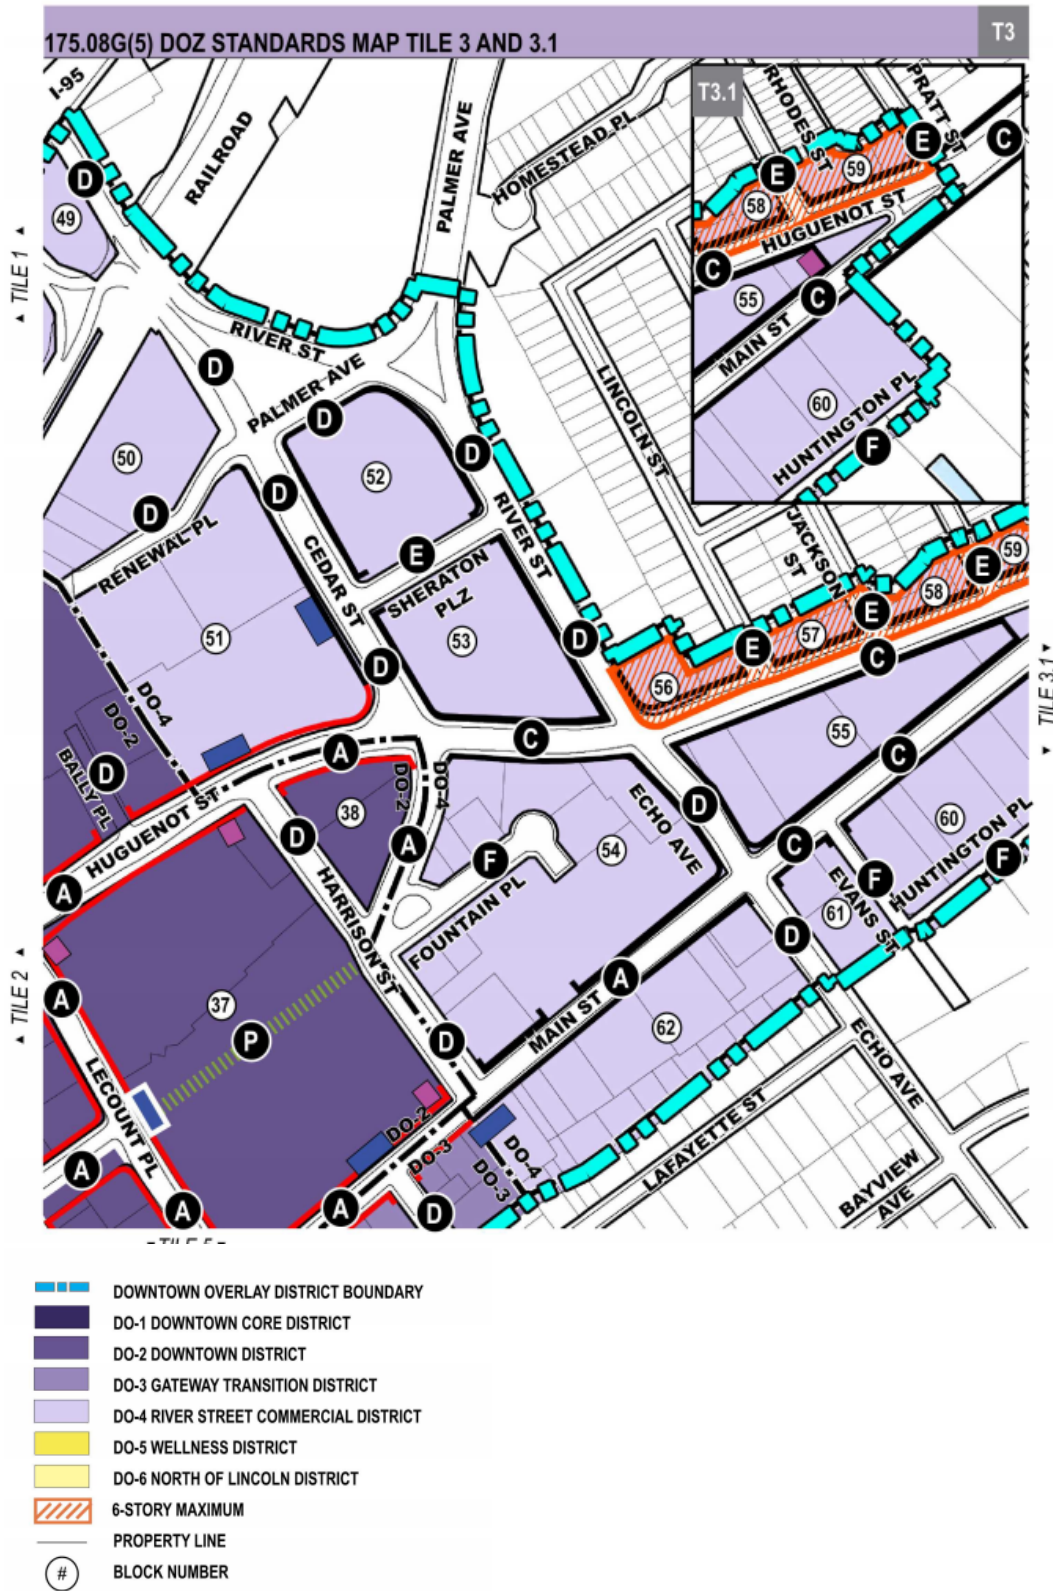 175.08G(5) DOZ STANDARDS MAP TILE 3 AND 3.1
T3
I-95
RAILROAD
PALMER AVE
HOMESTEAD PL
T3.1
RHODES ST
PRATT ST
C
E
59
E
58
HUGUENOT ST
C
55
C
MAIN ST
60
HUNTINGTON PL
F
D
49
TILE 1
RIVER ST
D
PALMER AVE
D
LINCOLN ST
50
52
D
D
D
RENEWAL PL
CEDAR ST
E
SHERATON PLZ
RIVER ST
JACKSON ST
59
E
58
51
53
D
D
E
57
E
C
56
TILE 3.1
DO-4
DO-2
BALLY PL
D
A
C
55
C
DO-2
DO-4
HUGUENOT ST
38
D
A
ECHO AVE
D
60
HUNTINGTON PL
C
F
54
F
F
A
HARRISON ST
FOUNTAIN PL
EVANS ST
61
D
TILE 2
A
37
P
MAIN ST
A
62
D
LECOUNT PL
ECHO AVE
DO-2
DO-3
DO-4
DO-3
LAFAYETTE ST
BAYVIEW AVE
A
A
A
D
TILE 5
DOWNTOWN OVERLAY DISTRICT BOUNDARY
DO-1 DOWNTOWN CORE DISTRICT
DO-2 DOWNTOWN DISTRICT
DO-3 GATEWAY TRANSITION DISTRICT
DO-4 RIVER STREET COMMERCIAL DISTRICT
DO-5 WELLNESS DISTRICT
DO-6 NORTH OF LINCOLN DISTRICT
6-STORY MAXIMUM
PROPERTY LINE
# BLOCK NUMBER